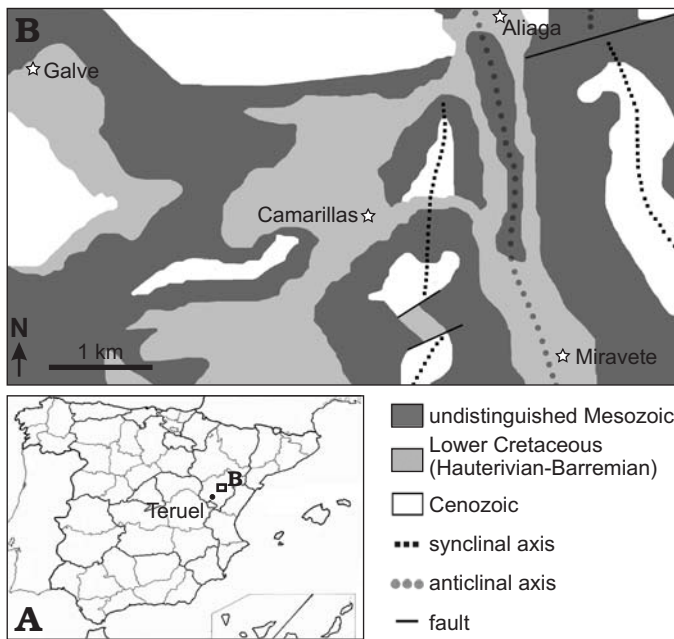 B
Aliaga
Galve
Camarillas
N
1 km
Miravete
B
Teruel
A
undistinguished Mesozoic
Lower Cretaceous
(Hauterivian-Barremian)
Cenozoic
synclinal axis
anticlinal axis
fault